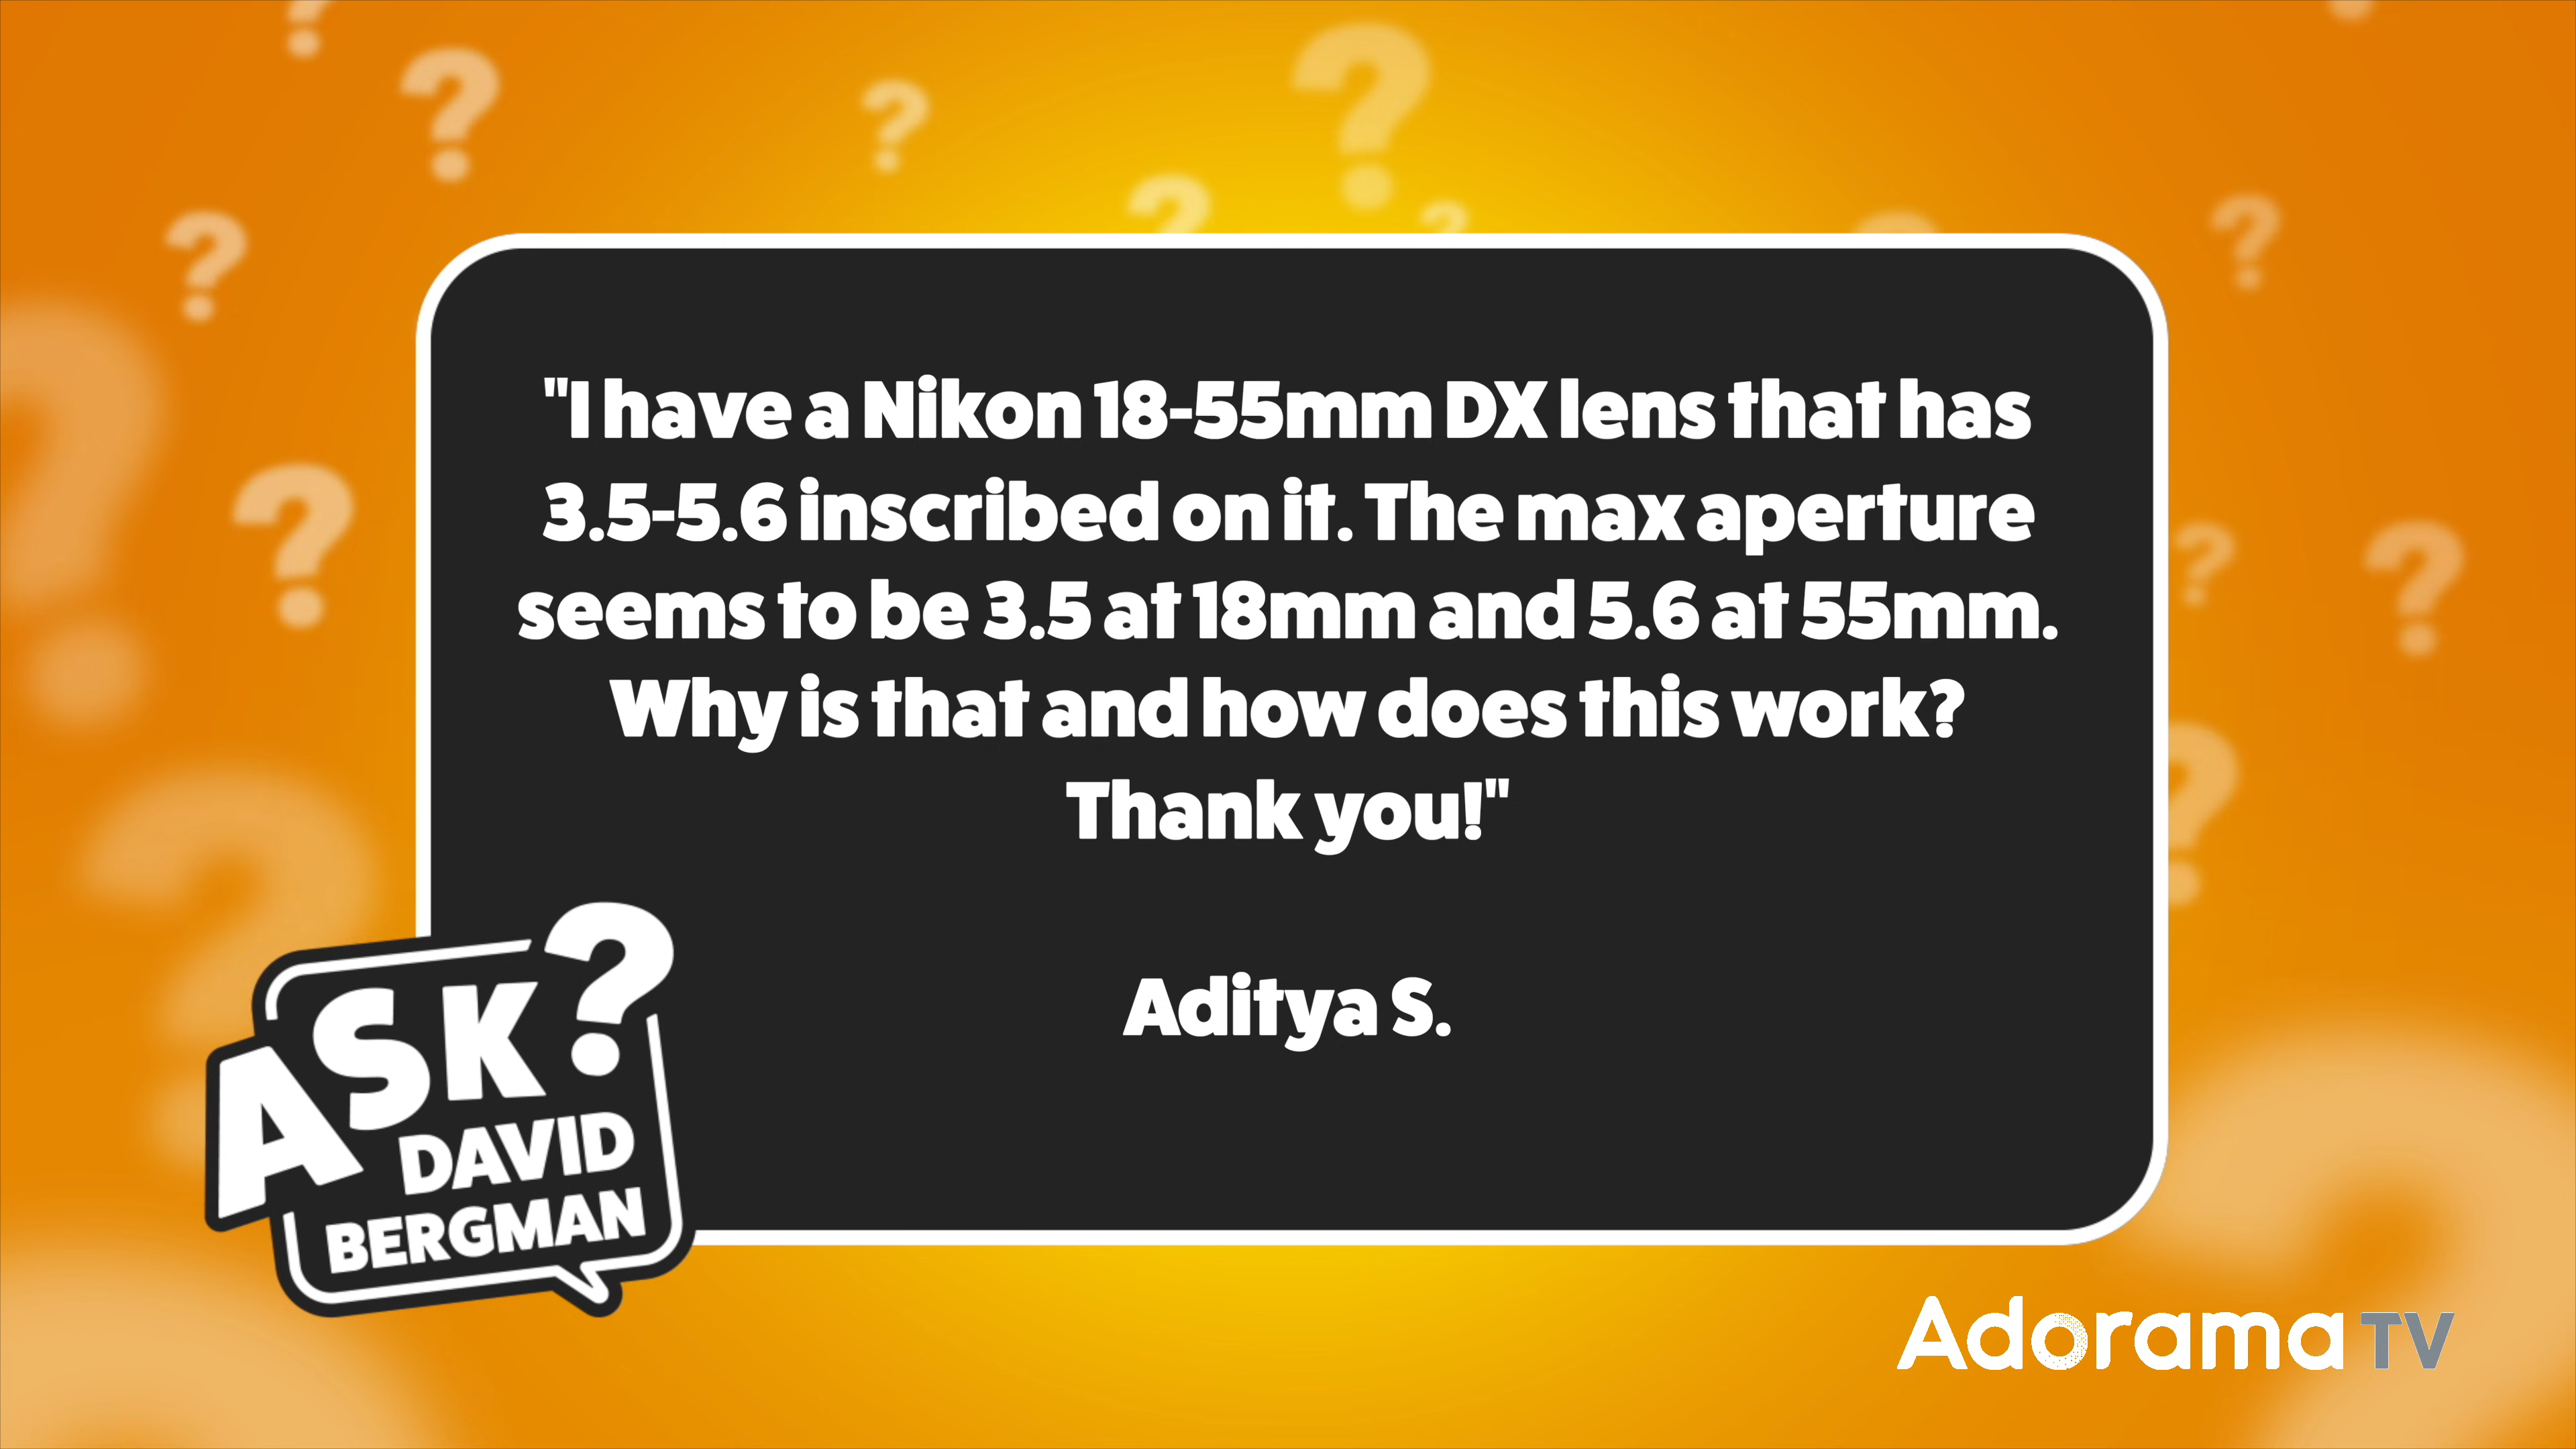 "I have a Nikon 18-55mm DX lens that has
3.5-5.6 inscribed on it. The max aperture
seems to be 3.5 at 18mm and 5.6 at 55mm.
Why is that and how does this work?
Thank you!"
Aditya S.
ASK?
DAVID
BERGMAN
Adorama TV